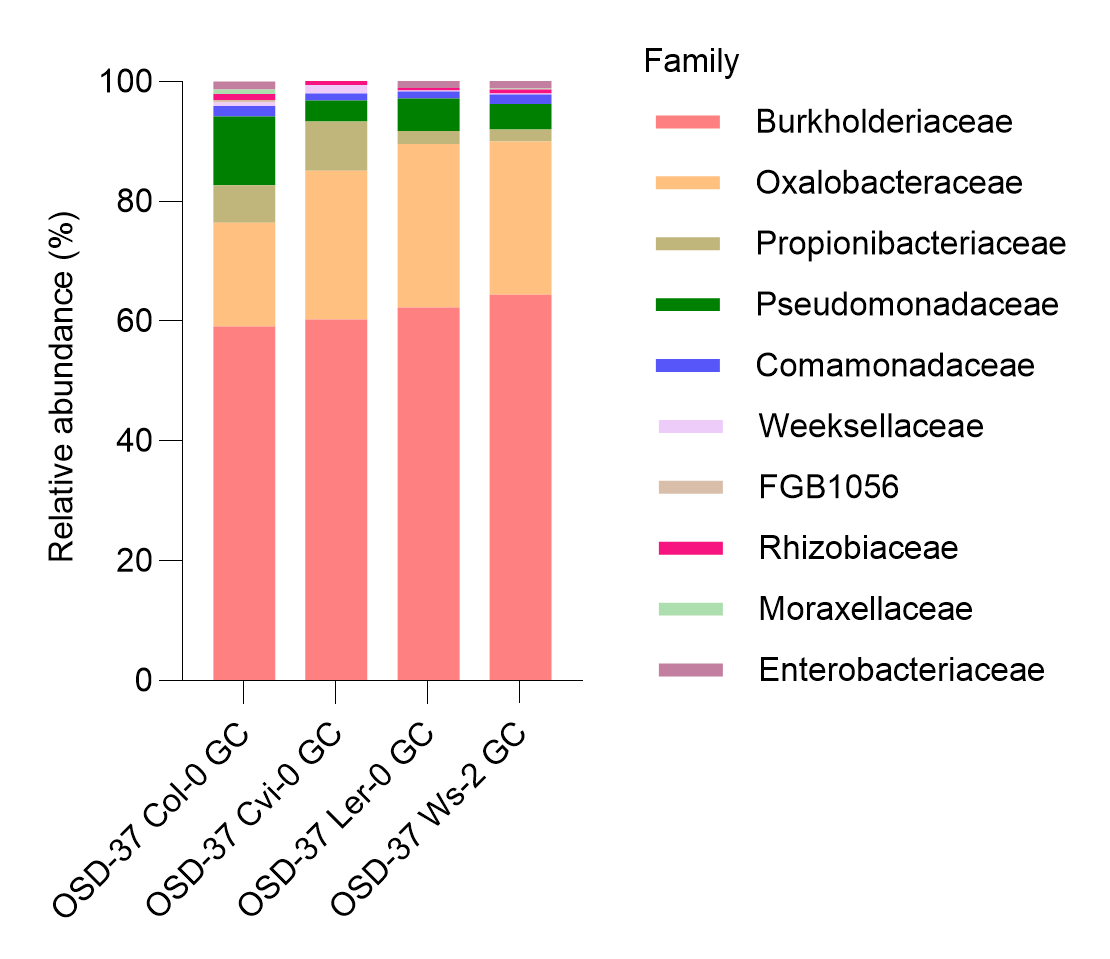 Family
Burkholderiaceae
Oxalobacteraceae
Propionibacteriaceae
Pseudomonadaceae
Comamonadaceae
Weeksellaceae
FGB1056
Rhizobiaceae
Moraxellaceae
Enterobacteriaceae
Relative abundance (%)
100
80
60
40
20
0
OSD-37 Col-0 GC
OSD-37 Cvi-0 GC
OSD-37 Ler-0 GC
OSD-37 Ws-2 GC